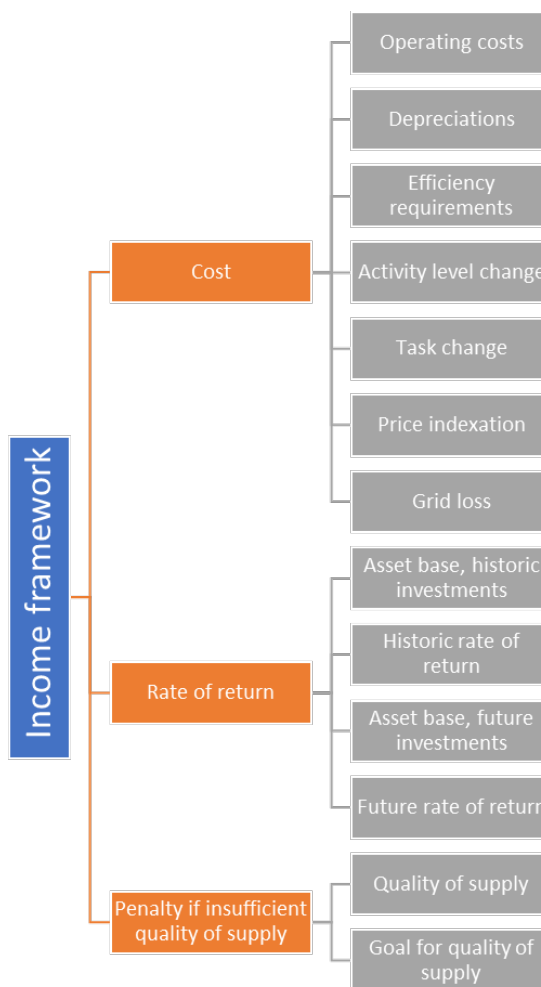 Income framework
Cost
Operating costs
Depreciations
Efficiency
requirements
Activity level change
Task change
Price indexation
Grid loss
Rate of return
Asset base, historic
investments
Historic rate of
return
Asset base, future
investments
Future rate of return
Penalty if insufficient
quality of supply
Quality of supply
Goal for quality of
supply